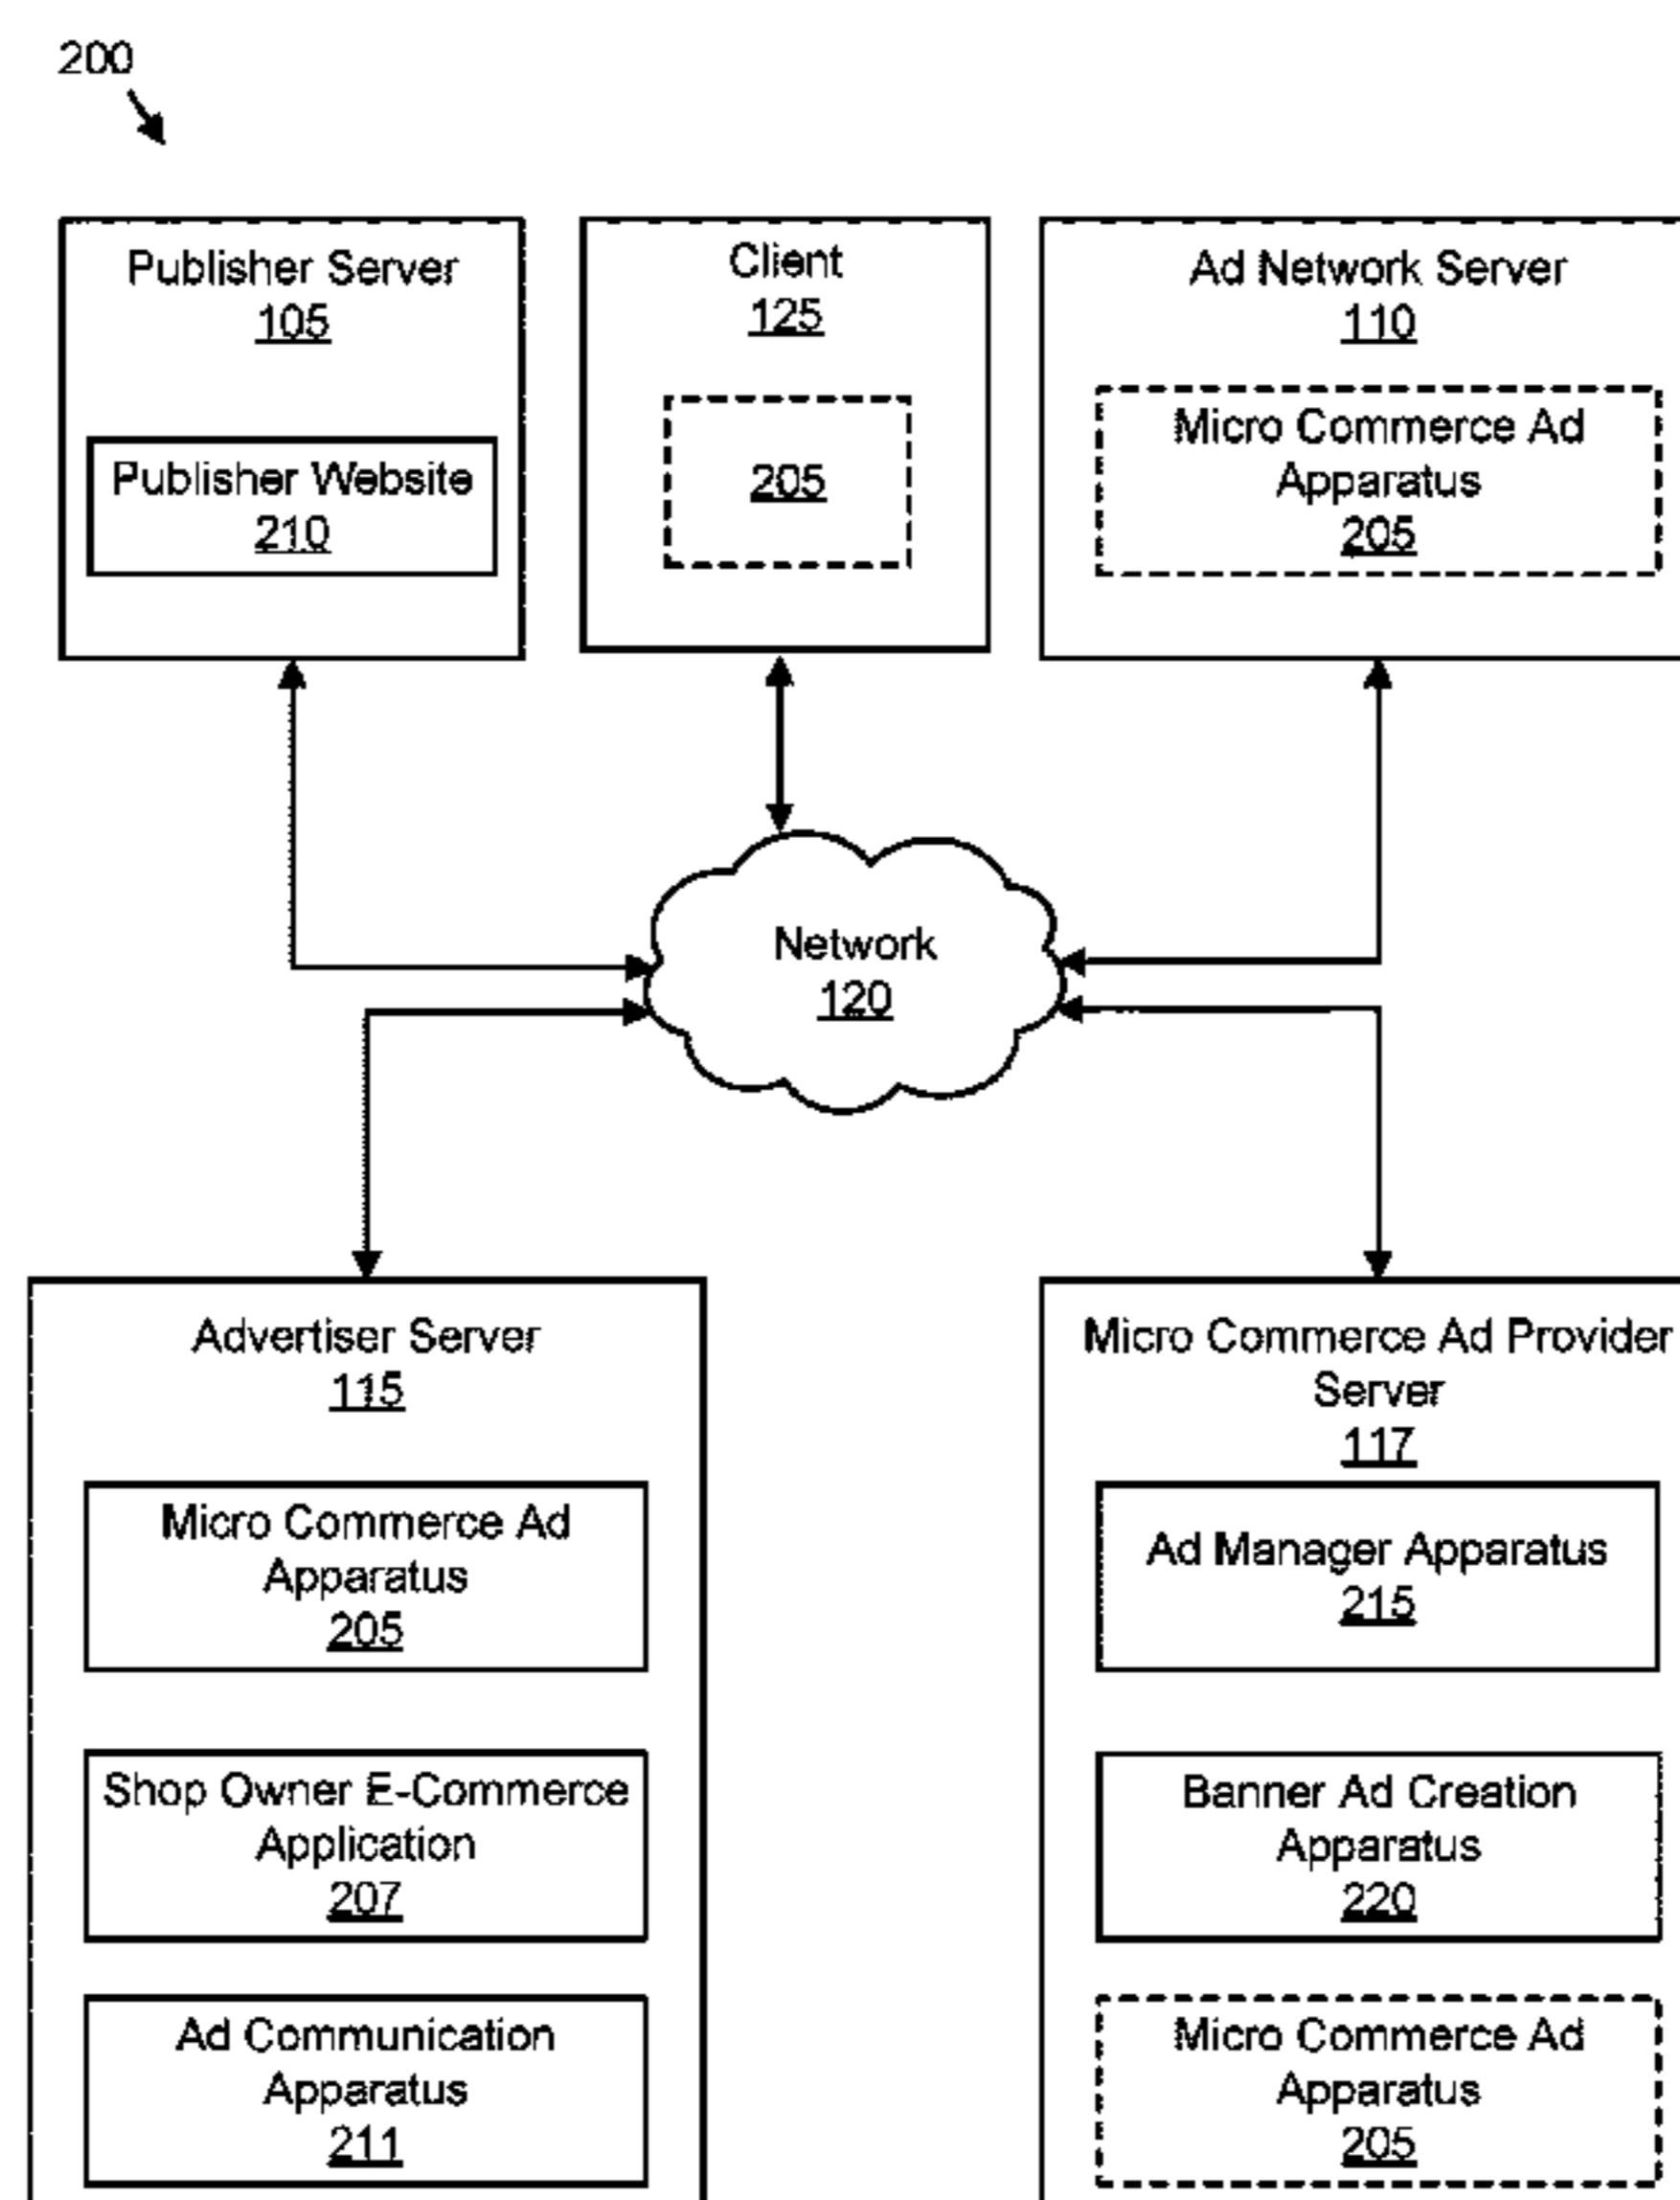 200
Publisher Server
105
Publisher Website
210
Client
125
205
Ad Network Server
110
Micro Commerce Ad
Apparatus
205
Network
120
Advertiser Server
115
Micro Commerce Ad
Apparatus
205
Shop Owner E-Commerce
Application
207
Ad Communication
Apparatus
211
Micro Commerce Ad Provider
Server
117
Ad Manager Apparatus
215
Banner Ad Creation
Apparatus
220
Micro Commerce Ad
Apparatus
205